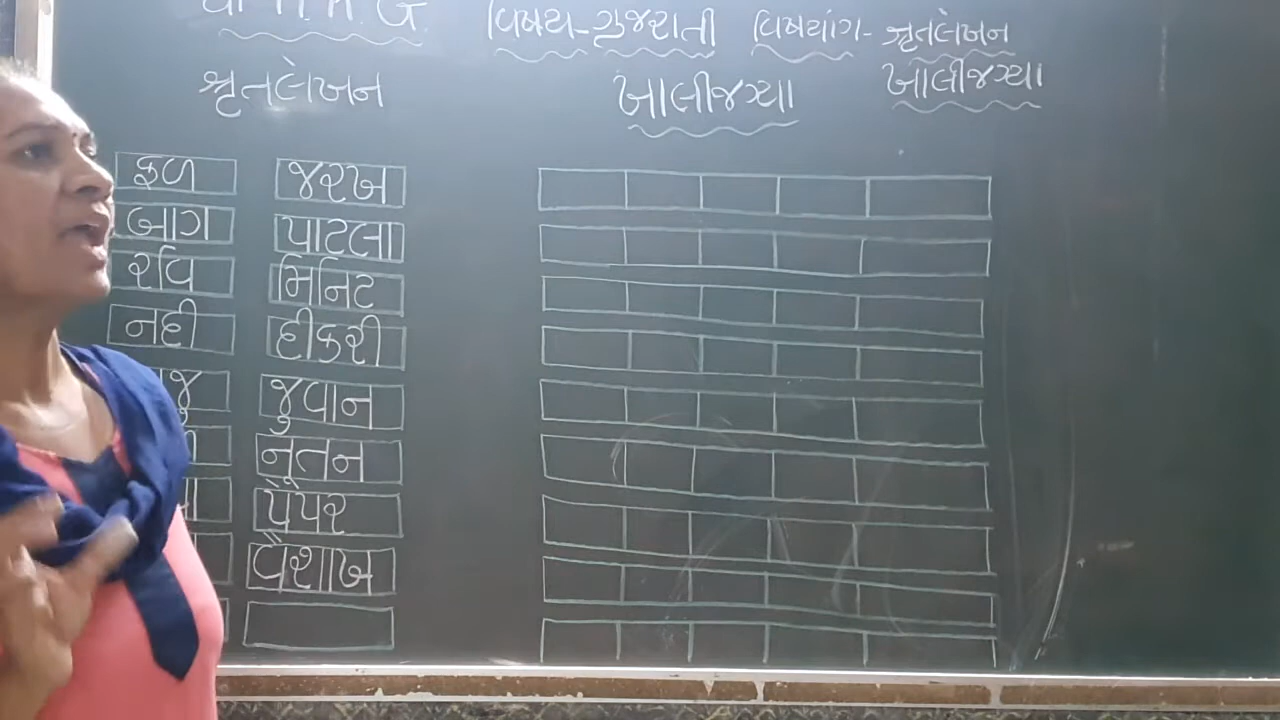 વિષય-ગુજરાતી વિષયાંગ- શ્રુતલેખન
ખાલીજગ્યા
શ્રુતલેખન ખાલીજગ્યા
ફળ જરખ
બાગ પાટલા
રવિ મિનિટ
નદી દીકરી
જુવાન
નૂતન
પેપર
વૈશાખ